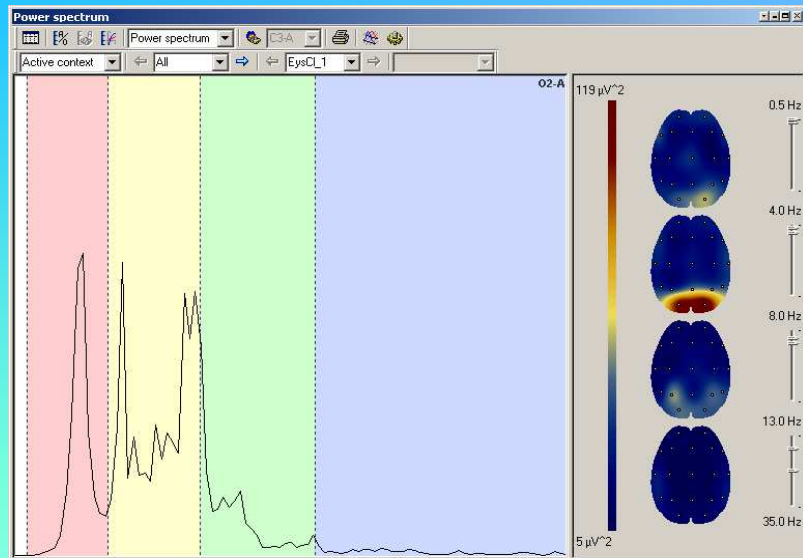 Power spectrum
Power spectrum C3-A
Active context All EysCl_1
O2-A
119 µV^2
0.5 Hz
4.0 Hz
8.0 Hz
13.0 Hz
35.0 Hz
5 µV^2